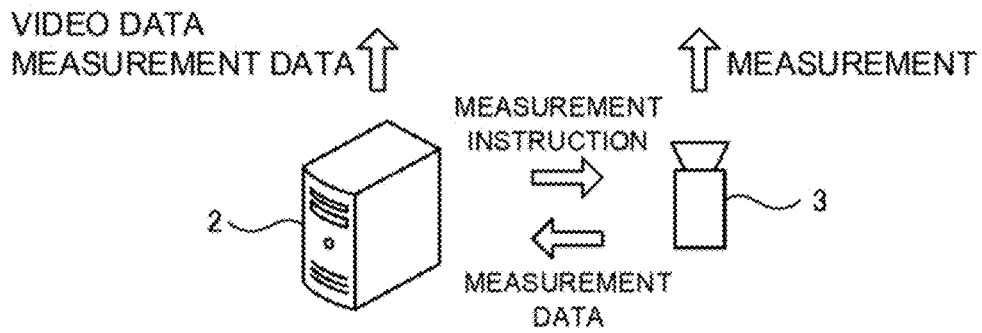 VIDEO DATA
MEASUREMENT DATA
MEASUREMENT
MEASUREMENT
INSTRUCTION
2
3
MEASUREMENT
DATA